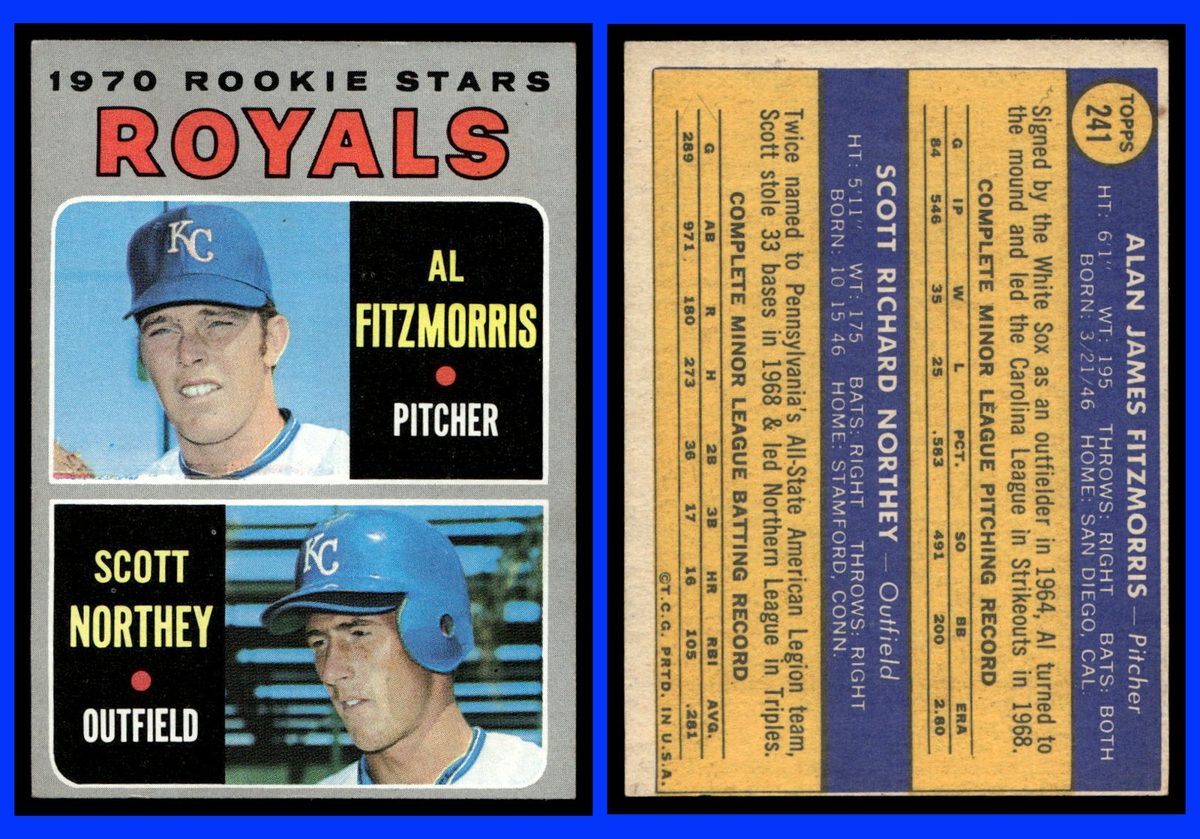 1970 ROOKIE STARS
ROYALS
KC
AL
FITZMORRIS
PITCHER
KC
SCOTT
NORTHEY
OUTFIELD
TOPPS
241
ALAN JAMES FITZMORRIS — Pitcher
HT: 6'1" WT: 195 THROWS: RIGHT BATS: BOTH
BORN: 3/21/46 HOME: SAN DIEGO, CAL.
Signed by the White Sox as an outfielder in 1964, Al turned to
the mound and led the Carolina League in Strikeouts in 1968.
COMPLETE MINOR LEAGUE PITCHING RECORD
G IP W L PCT. SO BB ERA
84 546 35 25 .583 491 200 2.80
SCOTT RICHARD NORTHEY — Outfield
HT: 5'11" WT: 175 BATS: RIGHT THROWS: RIGHT
BORN: 10 15 46 HOME: STAMFORD, CONN.
Twice named to Pennsylvania's All-State American Legion team,
Scott stole 33 bases in 1968 & led Northern League in Triples.
COMPLETE MINOR LEAGUE BATTING RECORD
G AB R H 2B 3B HR RBI AVG.
289 971 180 273 36 17 16 105 .281
©T.C.C. PRTD. IN U.S.A.